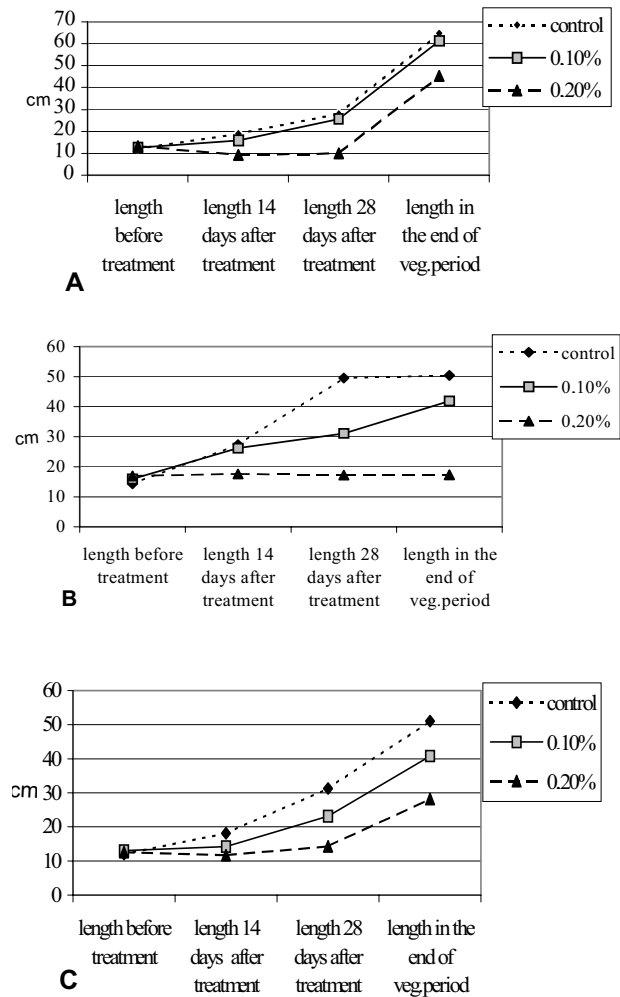 70
60
50
40
30
20
10
0
cm
control
0.10%
0.20%
length before treatment
length 14 days after treatment
length 28 days after treatment
length in the end of veg.period
A
60
50
40
30
20
10
0
cm
control
0.10%
0.20%
length before treatment
length 14 days after treatment
length 28 days after treatment
length in the end of veg.period
B
60
50
40
30
20
10
0
cm
control
0.10%
0.20%
length before treatment
length 14 days after treatment
length 28 days after treatment
length in the end of veg.period
C